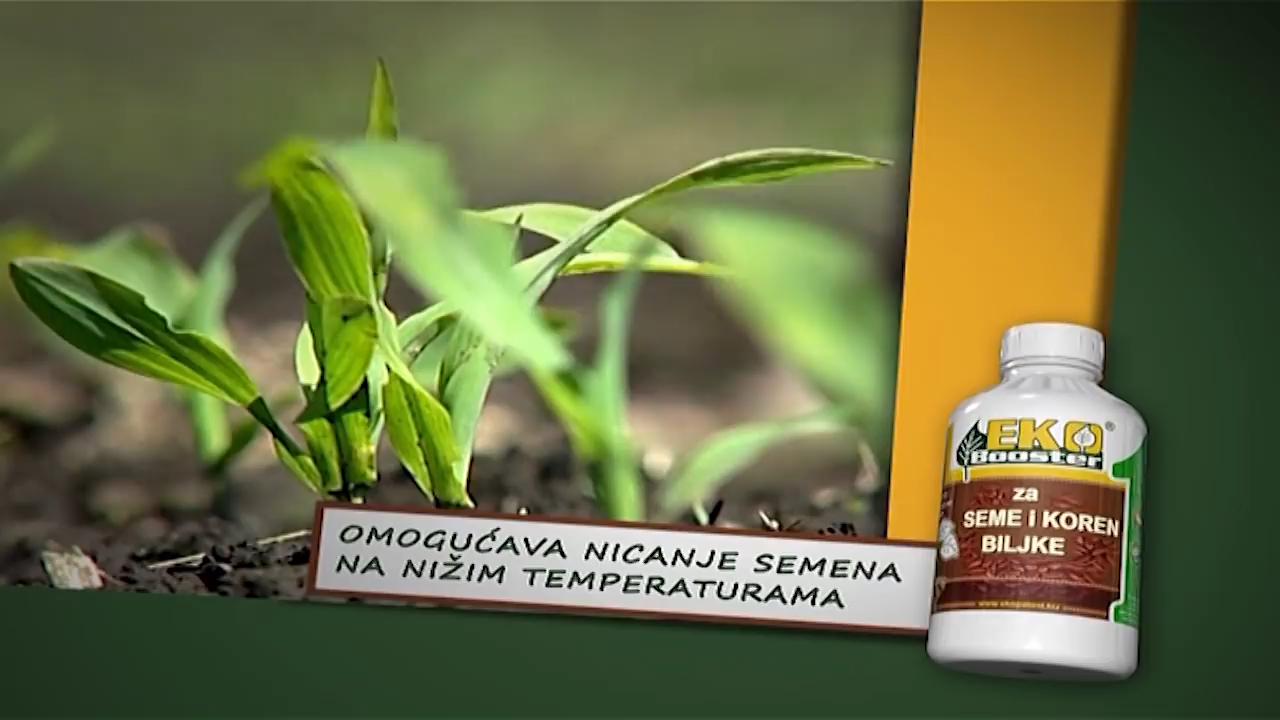 OMOGUĆAVA NICANJE SEMENA
NA NIŽIM TEMPERATURAMA
EKO®
Booster
za
SEME i KOREN
BILJKE